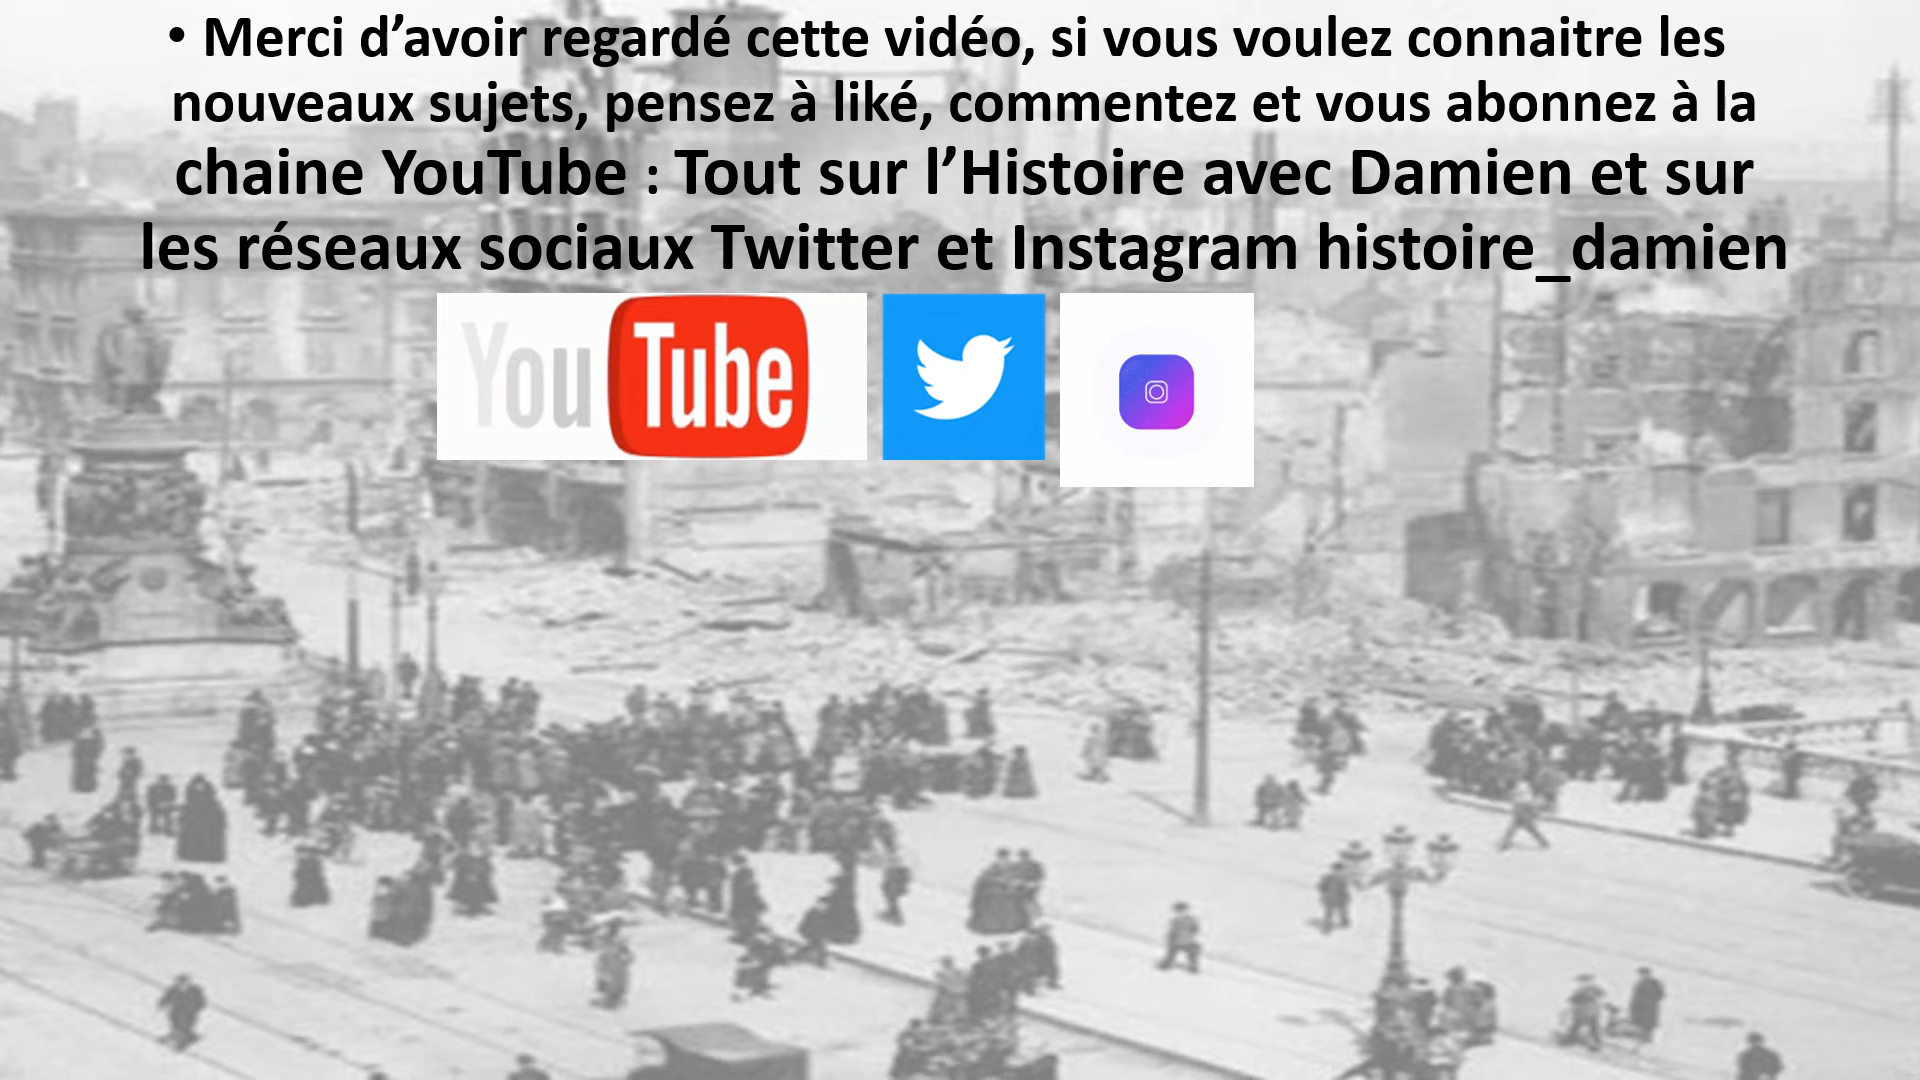 • Merci d’avoir regardé cette vidéo, si vous voulez connaitre les
nouveaux sujets, pensez à liké, commentez et vous abonnez à la
chaine YouTube : Tout sur l’Histoire avec Damien et sur
les réseaux sociaux Twitter et Instagram histoire_damien
YouTube